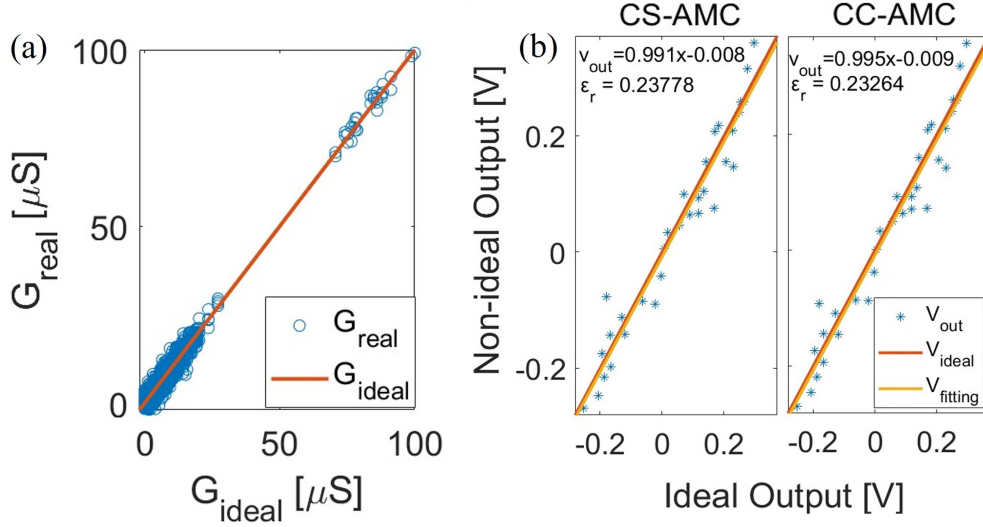 (a)
100
50
0
0
50
100
G_real [μS]
G_ideal [μS]
G_real
G_ideal
(b)
CS-AMC
CC-AMC
v_out=0.991x-0.008
ε_r = 0.23778
v_out=0.995x-0.009
ε_r = 0.23264
Non-ideal Output [V]
0.2
0
-0.2
-0.2
0
0.2
-0.2
0
0.2
V_out
V_ideal
V_fitting
Ideal Output [V]